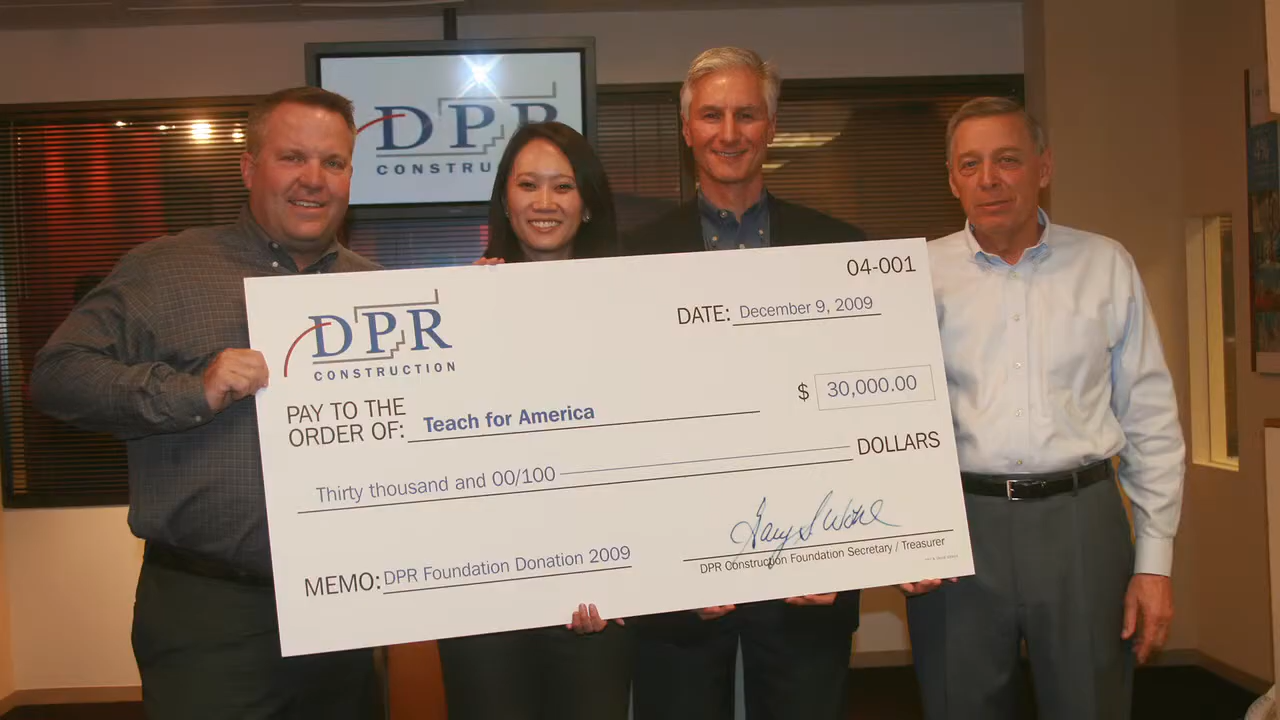 DPR
CONSTRU
DPR
CONSTRUCTION
04-001
DATE: December 9, 2009
PAY TO THE
ORDER OF: Teach for America
$ 30,000.00
Thirty thousand and 00/100
DOLLARS
MEMO: DPR Foundation Donation 2009
DPR Construction Foundation Secretary / Treasurer